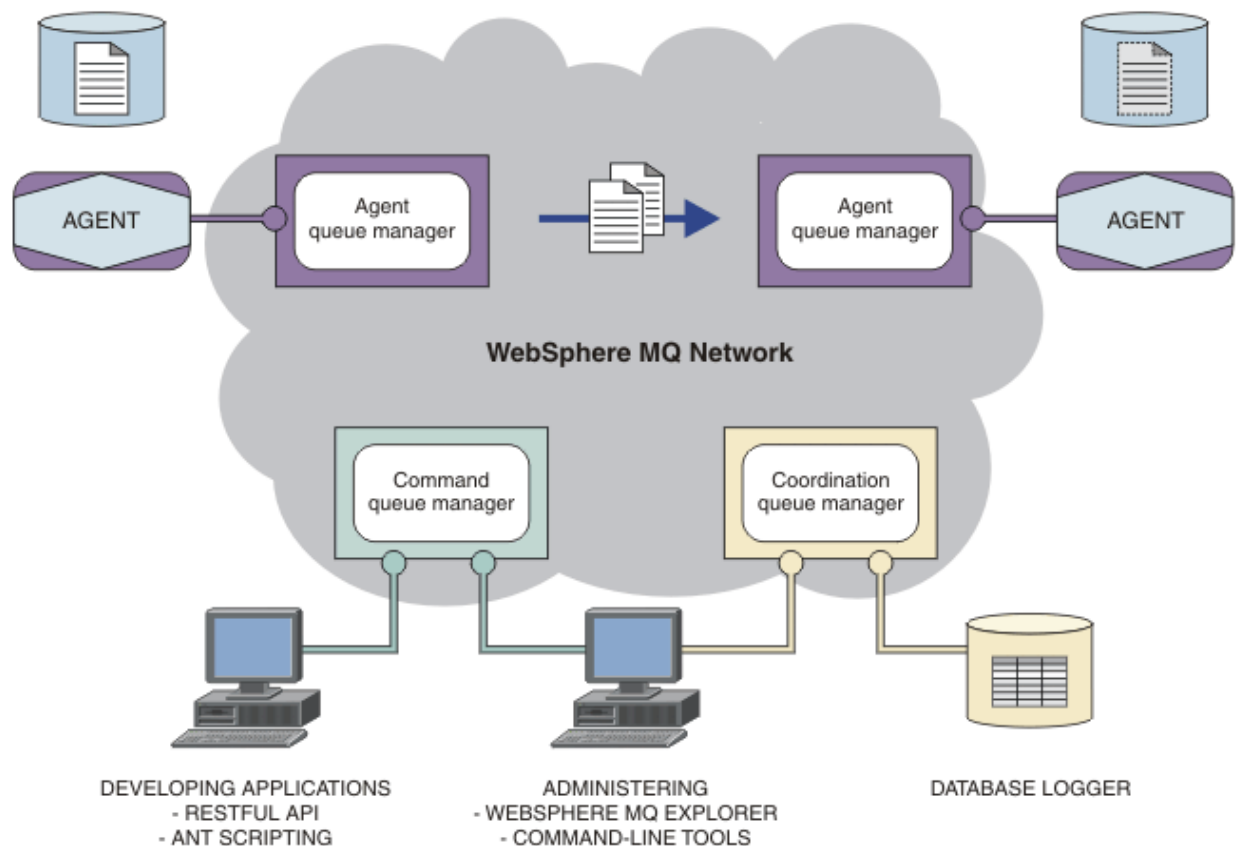 AGENT
Agent
queue manager
Agent
queue manager
AGENT
WebSphere MQ Network
Command
queue manager
Coordination
queue manager
DEVELOPING APPLICATIONS
- RESTFUL API
- ANT SCRIPTING
ADMINISTERING
- WEBSPHERE MQ EXPLORER
- COMMAND-LINE TOOLS
DATABASE LOGGER